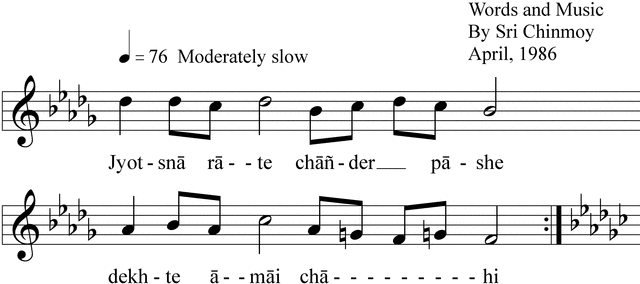 Words and Music
By Sri Chinmoy
April, 1986
= 76 Moderately slow
Jyot - snā rā - - te chāñ - der___ pā - she
dekh - te ā - - māi chā - - - - - - - - - hi